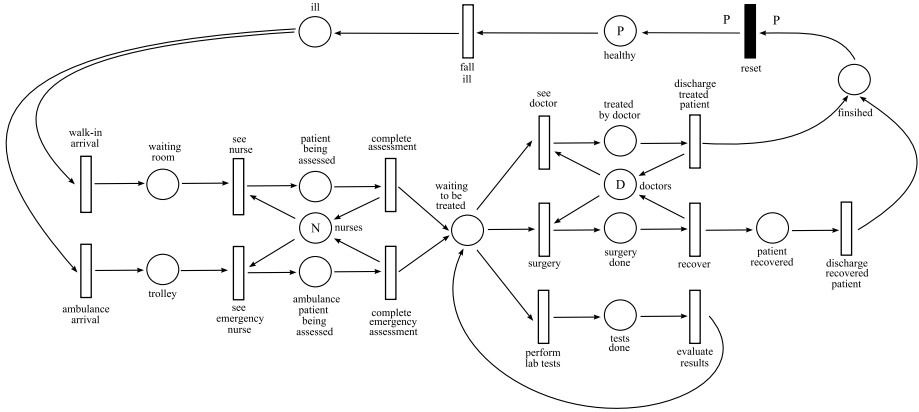 ill
P
P
P
healthy
reset
fall
ill
finsihed
see
doctor
treated
by doctor
discharge
treated
patient
walk-in
arrival
waiting
room
see
nurse
patient
being
assessed
complete
assessment
waiting
to be
treated
D
doctors
N
nurses
surgery
surgery
done
recover
patient
recovered
discharge
recovered
patient
ambulance
arrival
trolley
see
emergency
nurse
ambulance
patient
being
assessed
complete
emergency
assessment
perform
lab tests
tests
done
evaluate
results